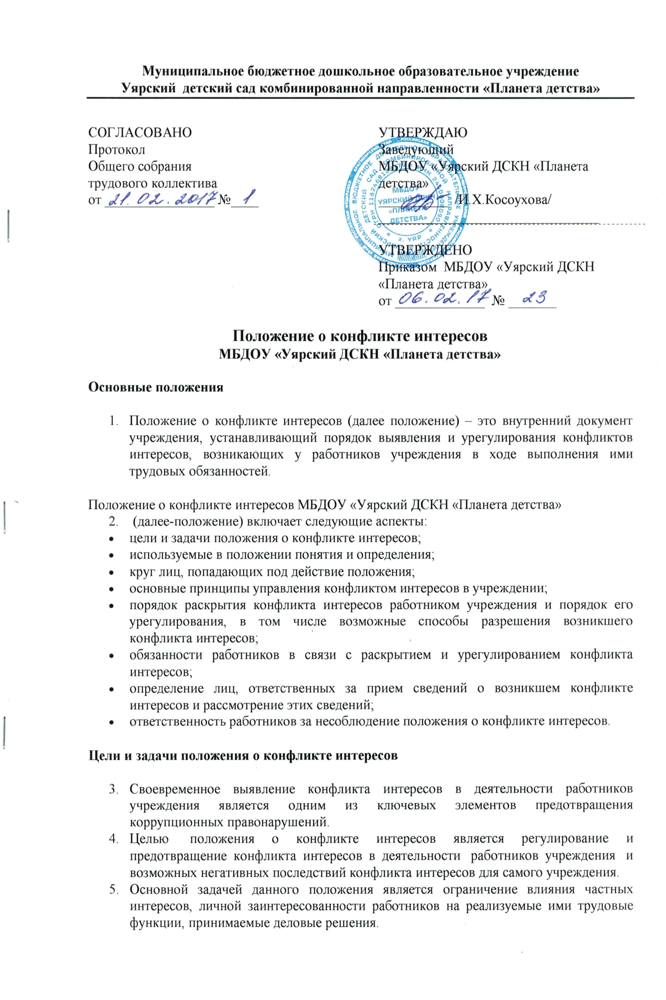 Муниципальное бюджетное дошкольное образовательное учреждение
Уярский детский сад комбинированной направленности «Планета детства»
СОГЛАСОВАНО
Протокол
Общего собрания
трудового коллектива
от 21.02.2017 № 1
УТВЕРЖДАЮ
Заведующий
МБДОУ «Уярский ДСКН «Планета
детства»
/И.Х.Косоухова/
МБДОУ
УЯРСКИЙ ДСКН
«ПЛАНЕТА
ДЕТСТВА»
г. УЯР
УТВЕРЖДЕНО
Приказом МБДОУ «Уярский ДСКН
«Планета детства»
от 06.02.17 № 23
Положение о конфликте интересов
МБДОУ «Уярский ДСКН «Планета детства»
Основные положения
1. Положение о конфликте интересов (далее положение) – это внутренний документ
учреждения, устанавливающий порядок выявления и урегулирования конфликтов
интересов, возникающих у работников учреждения в ходе выполнения ими
трудовых обязанностей.
Положение о конфликте интересов МБДОУ «Уярский ДСКН «Планета детства»
2. (далее-положение) включает следующие аспекты:
• цели и задачи положения о конфликте интересов;
• используемые в положении понятия и определения;
• круг лиц, попадающих под действие положения;
• основные принципы управления конфликтом интересов в учреждении;
• порядок раскрытия конфликта интересов работником учреждения и порядок его
урегулирования, в том числе возможные способы разрешения возникшего
конфликта интересов;
• обязанности работников в связи с раскрытием и урегулированием конфликта
интересов;
• определение лиц, ответственных за прием сведений о возникшем конфликте
интересов и рассмотрение этих сведений;
• ответственность работников за несоблюдение положения о конфликте интересов.
Цели и задачи положения о конфликте интересов
3. Своевременное выявление конфликта интересов в деятельности работников
учреждения является одним из ключевых элементов предотвращения
коррупционных правонарушений.
4. Целью положения о конфликте интересов является регулирование и
предотвращение конфликта интересов в деятельности работников учреждения и
возможных негативных последствий конфликта интересов для самого учреждения.
5. Основной задачей данного положения является ограничение влияния частных
интересов, личной заинтересованности работников на реализуемые ими трудовые
функции, принимаемые деловые решения.